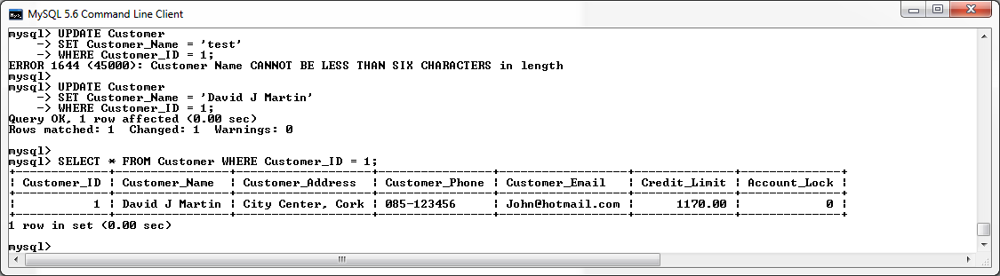 MySQL 5.6 Command Line Client
mysql> UPDATE Customer
    -> SET Customer_Name = 'test'
    -> WHERE Customer_ID = 1;
ERROR 1644 (45000): Customer Name CANNOT BE LESS THAN SIX CHARACTERS in length
mysql>
mysql> UPDATE Customer
    -> SET Customer_Name = 'David J Martin'
    -> WHERE Customer_ID = 1;
Query OK, 1 row affected (0.00 sec)
Rows matched: 1  Changed: 1  Warnings: 0
mysql>
mysql> SELECT * FROM Customer WHERE Customer_ID = 1;
+-------------+----------------+-------------------+----------------+------------------+--------------+--------------+
| Customer_ID | Customer_Name  | Customer_Address  | Customer_Phone | Customer_Email   | Credit_Limit | Account_Lock |
+-------------+----------------+-------------------+----------------+------------------+--------------+--------------+
|           1 | David J Martin | City Center, Cork | 085-123456     | John@hotmail.com |      1170.00 |            0 |
+-------------+----------------+-------------------+----------------+------------------+--------------+--------------+
1 row in set (0.00 sec)
mysql>